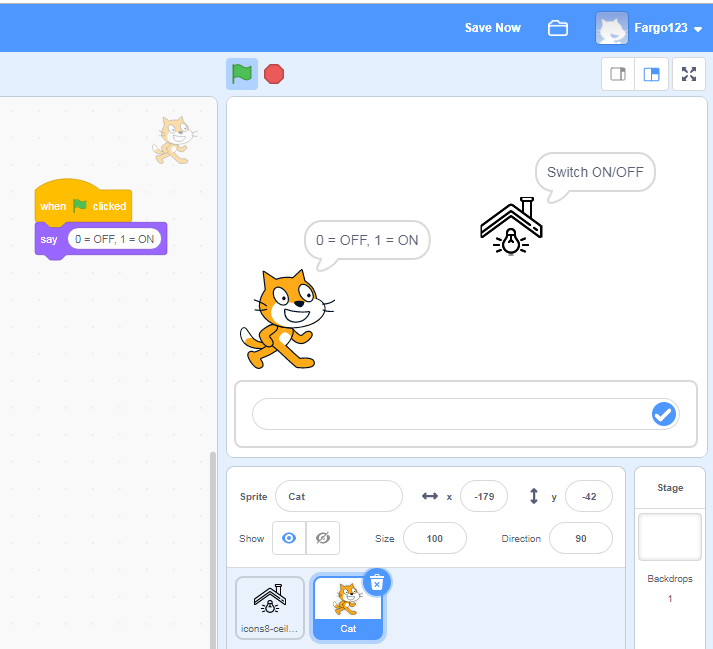 Save Now
Fargo123
when clicked
say 0 = OFF, 1 = ON
Switch ON/OFF
0 = OFF, 1 = ON
Sprite Cat x -179 y -42
Show Size 100 Direction 90
Stage
Backdrops
1
icons8-ceil...
Cat